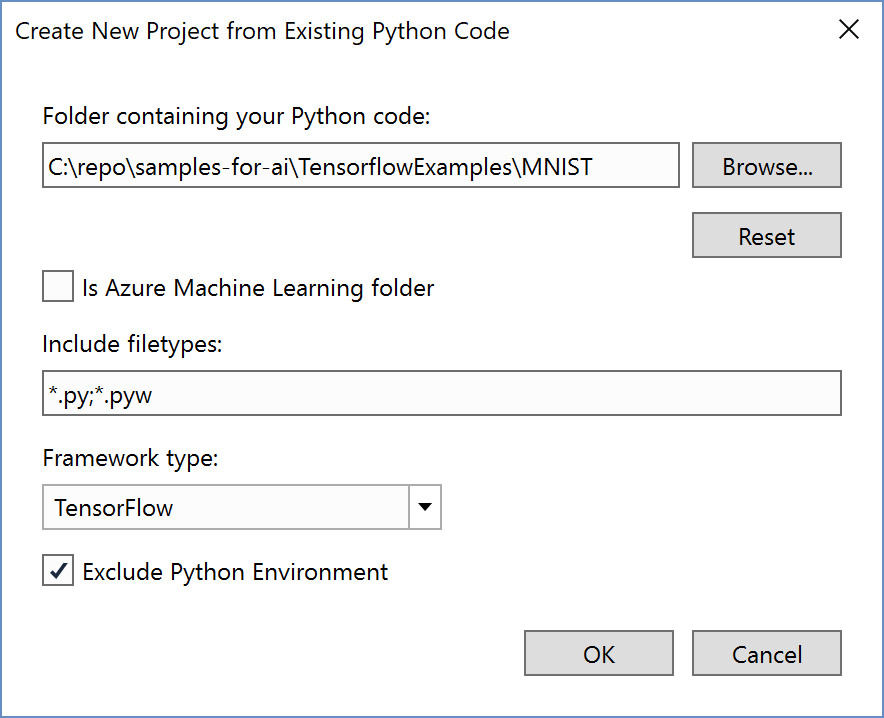 Create New Project from Existing Python Code
Folder containing your Python code:
C:\repo\samples-for-ai\TensorflowExamples\MNIST
Browse...
Reset
Is Azure Machine Learning folder
Include filetypes:
*.py;*.pyw
Framework type:
TensorFlow
Exclude Python Environment
OK
Cancel